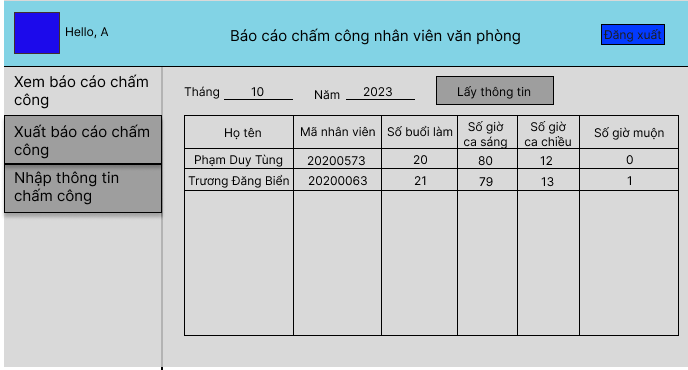 Hello, A
Báo cáo chấm công nhân viên văn phòng
Đăng xuất
Xem báo cáo chấm
công
Xuất báo cáo chấm
công
Nhập thông tin
chấm công
Tháng 10 Năm 2023 Lấy thông tin
Họ tên Mã nhân viên Số buổi làm Số giờ ca sáng Số giờ ca chiều Số giờ muộn
Phạm Duy Tùng 20200573 20 80 12 0
Trương Đăng Biển 20200063 21 79 13 1